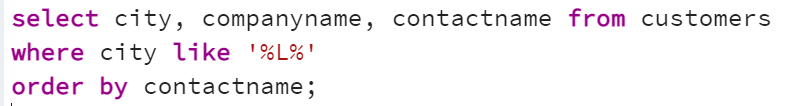 select city, companyname, contactname from customers
where city like '%L%'
order by contactname;